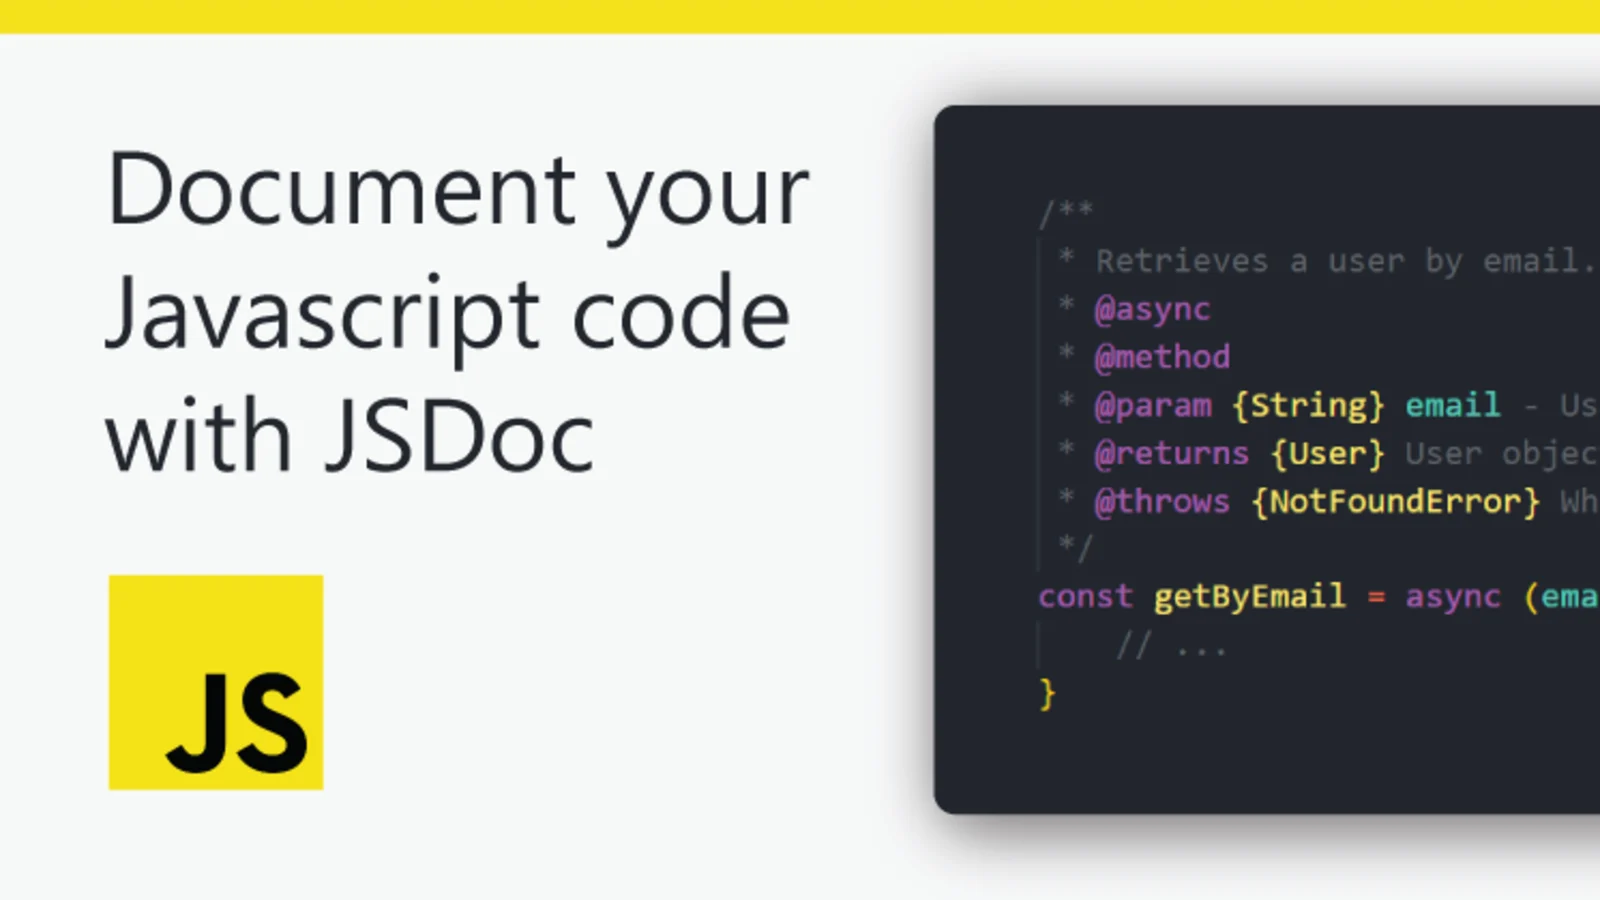 Document your
Javascript code
with JSDoc
JS
/**
* Retrieves a user by email.
* @async
* @method
* @param {String} email - Us
* @returns {User} User objec
* @throws {NotFoundError} Wh
*/
const getByEmail = async (ema
// ...
}